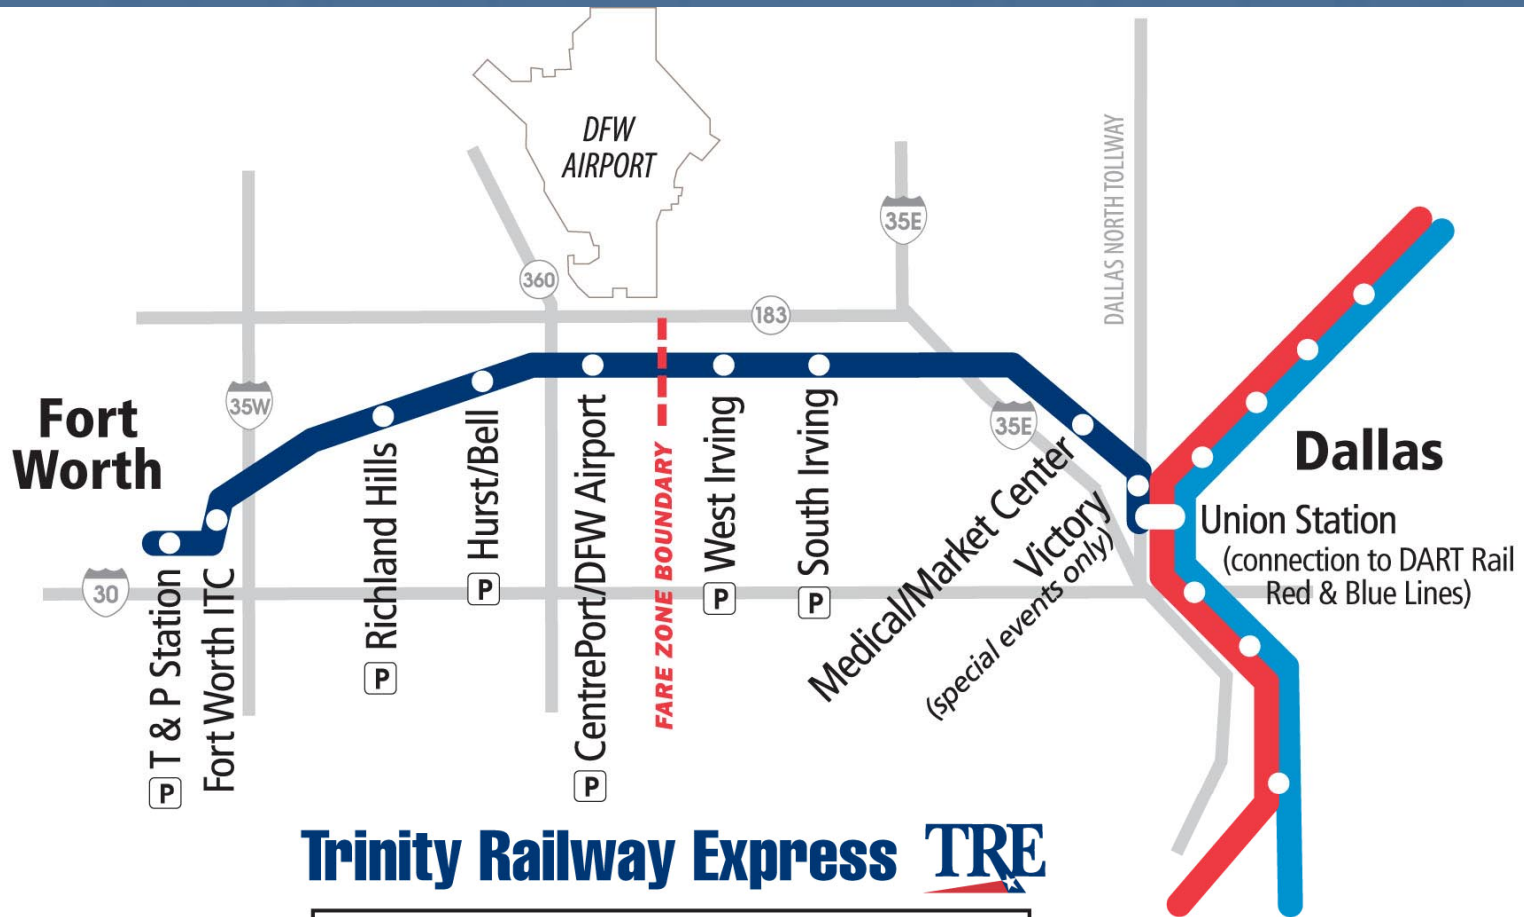 DFW
AIRPORT
DALLAS NORTH TOLLWAY
35E
360
183
35W
35E
30
Fort
Worth
Dallas
P T & P Station
Fort Worth ITC
P Richland Hills
P Hurst/Bell
P CentrePort/DFW Airport
FARE ZONE BOUNDARY
P West Irving
P South Irving
Medical/Market Center
Victory
(special events only)
Union Station
(connection to DART Rail
Red & Blue Lines)
Trinity Railway Express TRE